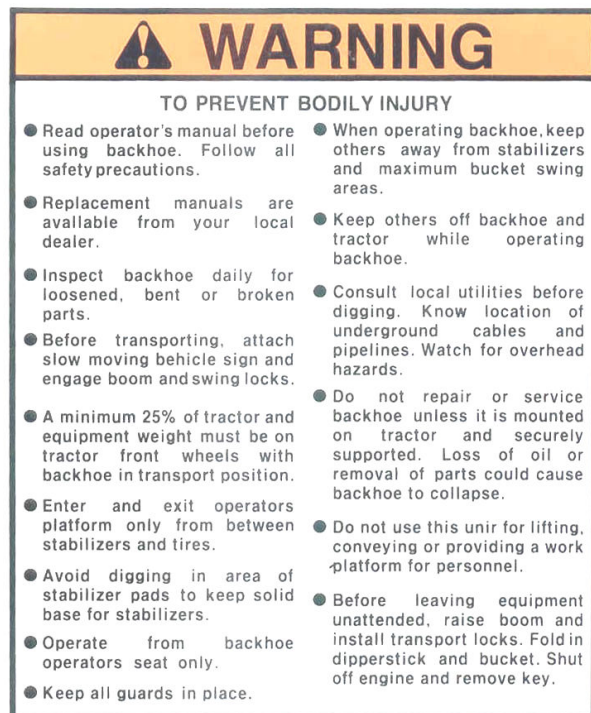 WARNING
TO PREVENT BODILY INJURY
Read operator's manual before
using backhoe. Follow all
safety precautions.
Replacement manuals are
available from your local
dealer.
Inspect backhoe daily for
loosened, bent or broken
parts.
Before transporting, attach
slow moving behicle sign and
engage boom and swing locks.
A minimum 25% of tractor and
equipment weight must be on
tractor front wheels with
backhoe in transport position.
Enter and exit operators
platform only from between
stabilizers and tires.
Avoid digging in area of
stabilizer pads to keep solid
base for stabilizers.
Operate from backhoe
operators seat only.
Keep all guards in place.
When operating backhoe, keep
others away from stabilizers
and maximum bucket swing
areas.
Keep others off backhoe and
tractor while operating
backhoe.
Consult local utilities before
digging. Know location of
underground cables and
pipelines. Watch for overhead
hazards.
Do not repair or service
backhoe unless it is mounted
on tractor and securely
supported. Loss of oil or
removal of parts could cause
backhoe to collapse.
Do not use this unir for lifting,
conveying or providing a work
platform for personnel.
Before leaving equipment
unattended, raise boom and
install transport locks. Fold in
dipperstick and bucket. Shut
off engine and remove key.